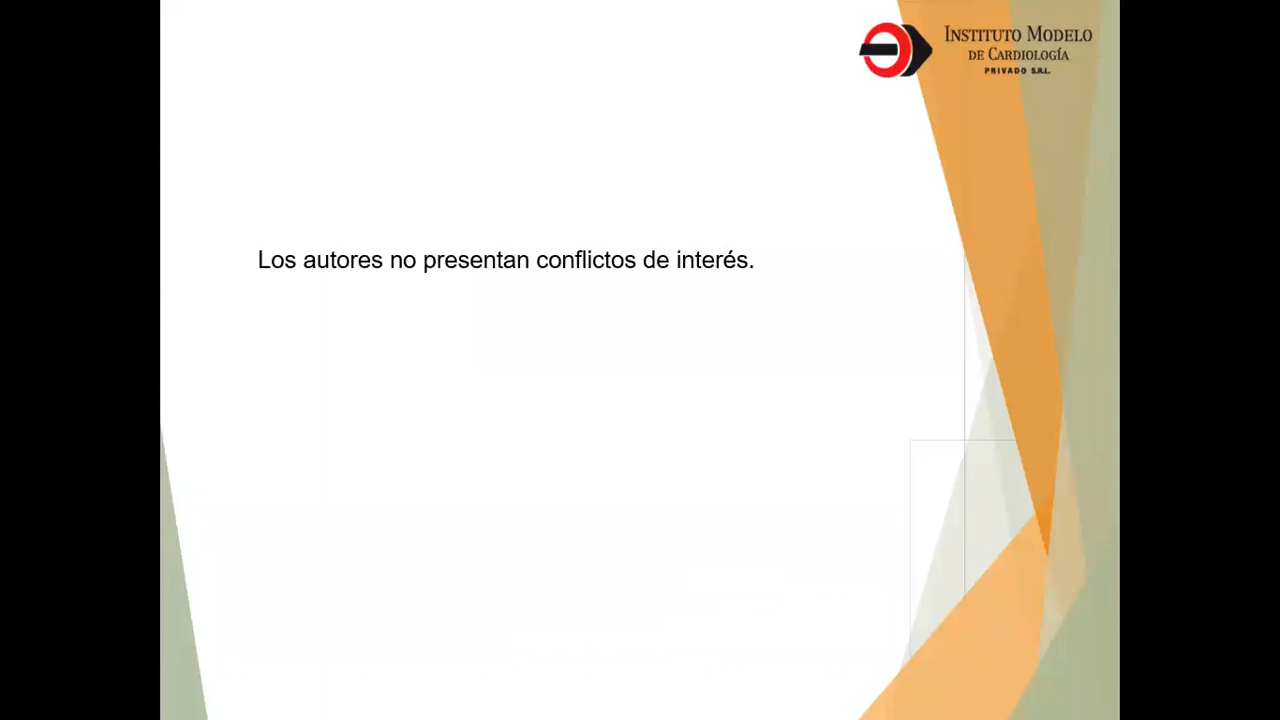 INSTITUTO MODELO
DE CARDIOLOGÍA
PRIVADO S.R.L.
Los autores no presentan conflictos de interés.